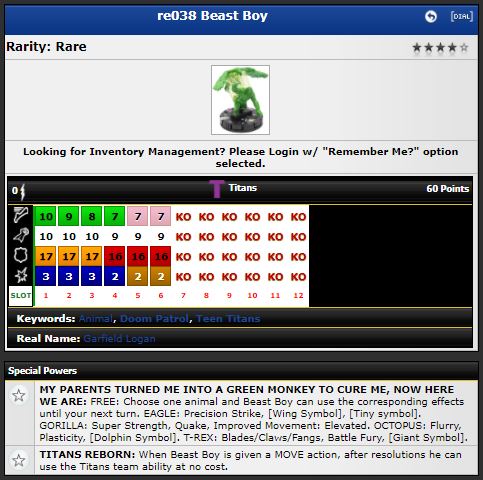 re038 Beast Boy
[DIAL]
Rarity: Rare
Looking for Inventory Management? Please Login w/ "Remember Me?" option
selected.
0 T Titans 60 Points
10 9 8 7 7 7 KO KO KO KO KO KO
10 10 10 9 9 9 KO KO KO KO KO KO
17 17 17 16 16 16 KO KO KO KO KO KO
3 3 3 2 2 2 KO KO KO KO KO KO
SLOT 1 2 3 4 5 6 7 8 9 10 11 12
Keywords: Animal, Doom Patrol, Teen Titans
Real Name: Garfield Logan
Special Powers
MY PARENTS TURNED ME INTO A GREEN MONKEY TO CURE ME, NOW HERE
WE ARE: FREE: Choose one animal and Beast Boy can use the corresponding effects
until your next turn. EAGLE: Precision Strike, [Wing Symbol], [Tiny symbol].
GORILLA: Super Strength, Quake, Improved Movement: Elevated. OCTOPUS: Flurry,
Plasticity, [Dolphin Symbol]. T-REX: Blades/Claws/Fangs, Battle Fury, [Giant Symbol].
TITANS REBORN: When Beast Boy is given a MOVE action, after resolutions he can
use the Titans team ability at no cost.